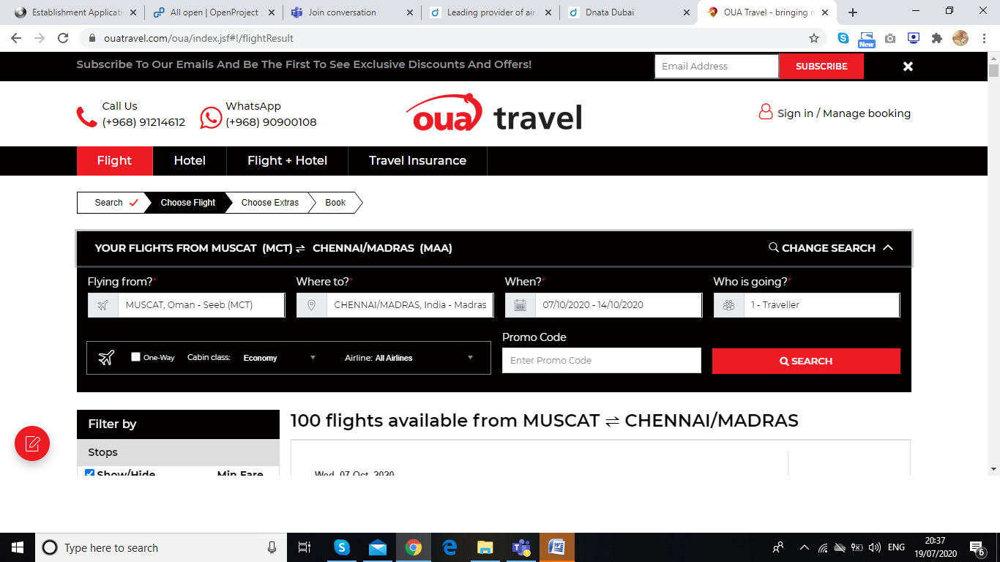 Establishment Applicati
All open | OpenProject
Join conversation
Leading provider of air
Dnata Dubai
OUA Travel - bringing
ouatravel.com/oua/index.jsf#!/flightResult
New
Subscribe To Our Emails And Be The First To See Exclusive Discounts And Offers!
Email Address
SUBSCRIBE
Call Us
(+968) 91214612
WhatsApp
(+968) 90900108
oua travel
Sign in / Manage booking
Flight
Hotel
Flight + Hotel
Travel Insurance
Search
Choose Flight
Choose Extras
Book
YOUR FLIGHTS FROM MUSCAT (MCT) ⇌ CHENNAI/MADRAS (MAA)
CHANGE SEARCH
Flying from?*
Where to?*
When?*
Who is going?*
MUSCAT, Oman - Seeb (MCT)
CHENNAI/MADRAS, India - Madras
07/10/2020 - 14/10/2020
1 - Traveller
One-Way
Cabin class:
Economy
Airline: All Airlines
Promo Code
Enter Promo Code
SEARCH
Filter by
Stops
Show/Hide
Min Fare
100 flights available from MUSCAT ⇌ CHENNAI/MADRAS
Wed, 07 Oct, 2020
Type here to search
W
ENG
20:37
19/07/2020
6